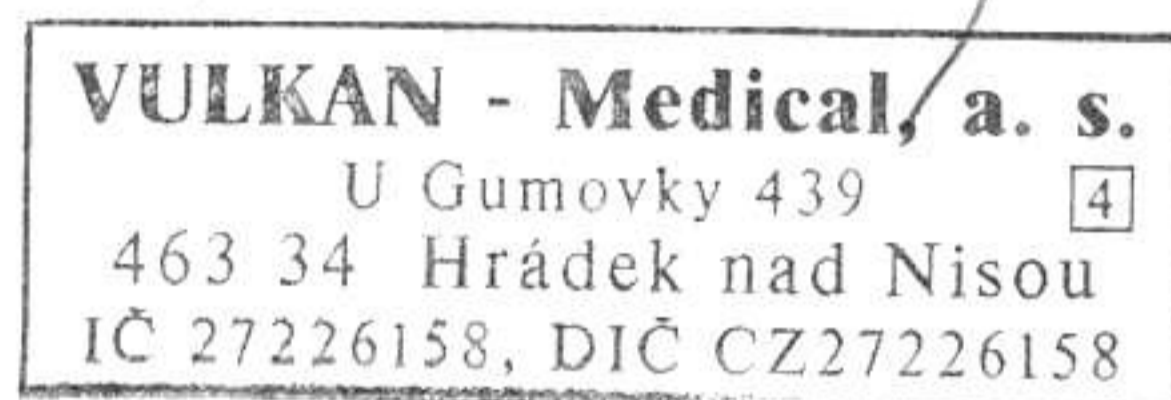 VULKAN - Medical, a. s.
U Gumovky 439 4
463 34 Hrádek nad Nisou
IČ 27226158, DIČ CZ27226158